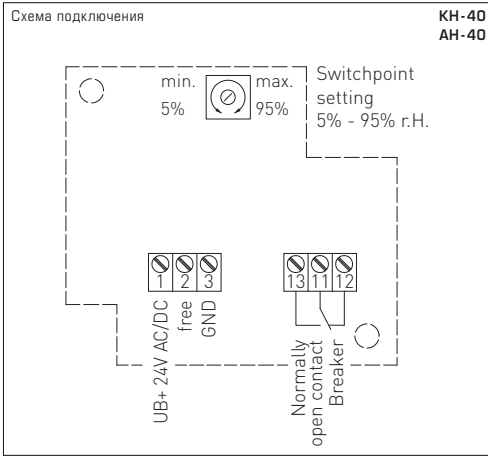 Схема подключения
KH-40
AH-40
min.
max.
5%
95%
Switchpoint
setting
5% - 95% r.H.
1 2 3
13 11 12
UB+ 24V AC/DC
free
GND
Normally
open contact
Breaker